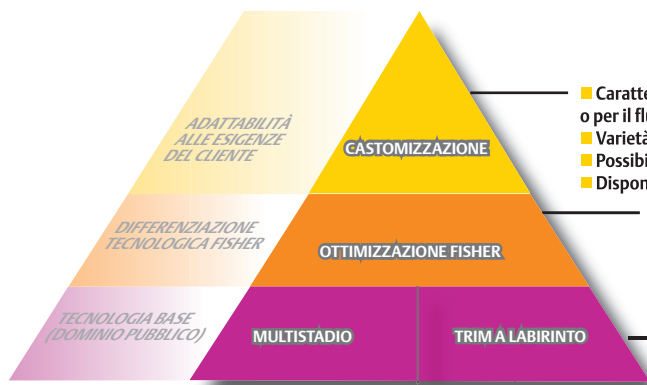 ADATTABILITÀ
ALLE ESIGENZE
DEL CLIENTE
CASTOMIZZAZIONE
DIFFERENZIAZIONE
TECNOLOGICA FISHER
OTTIMIZZAZIONE FISHER
TECNOLOGIA BASE
(DOMINIO PUBBLICO)
MULTISTADIO
TRIM A LABIRINTO
Caratte
o per il flu
Varietà
Possibi
Dispon